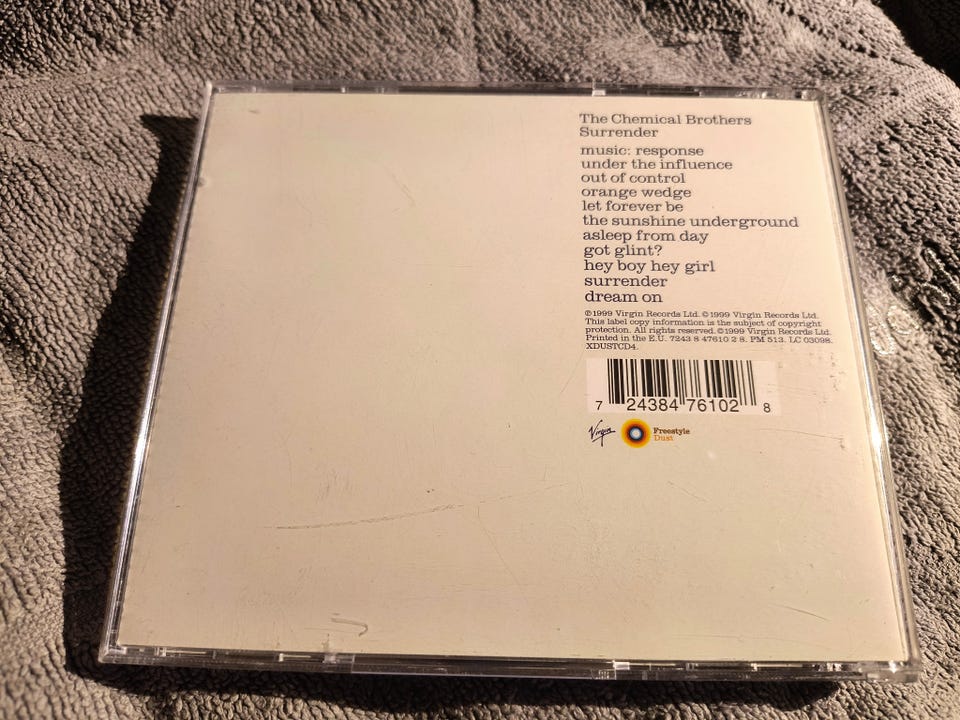 The Chemical Brothers
Surrender
music: response
under the influence
out of control
orange wedge
let forever be
the sunshine underground
asleep from day
got glint?
hey boy hey girl
surrender
dream on
℗1999 Virgin Records Ltd. ©1999 Virgin Records Ltd.
This label copy information is the subject of copyright
protection. All rights reserved. ©1999 Virgin Records Ltd.
Printed in the E.U. 7243 8 47610 2 8. PM 513. LC 03098.
XDUSTCD4.
7 24384 76102 8
Virgin
Freestyle
Dust